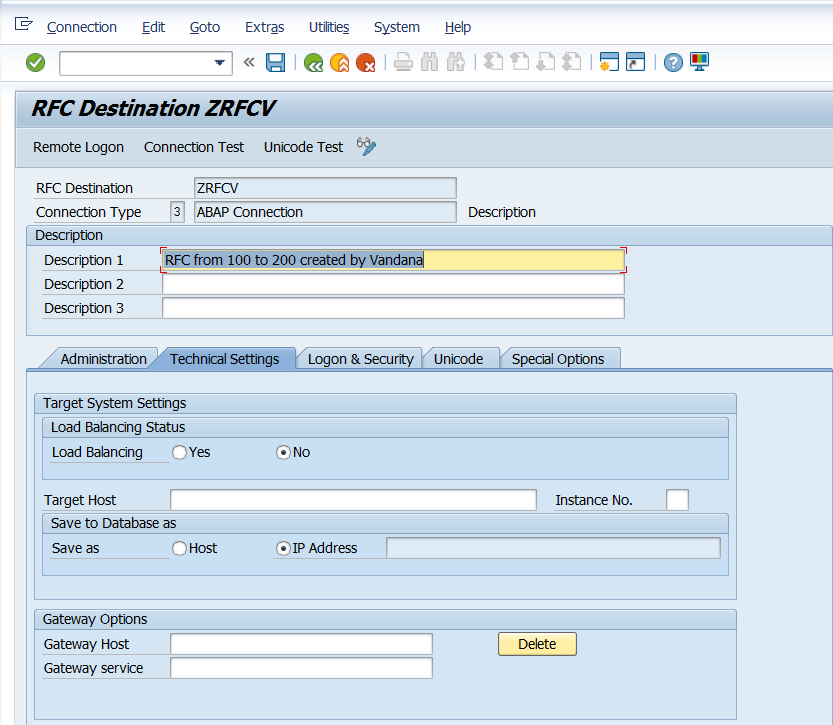 Connection Edit Goto Extras Utilities System Help
RFC Destination ZRFCV
Remote Logon Connection Test Unicode Test
RFC Destination ZRFCV
Connection Type 3 ABAP Connection Description
Description
Description 1 RFC from 100 to 200 created by Vandana
Description 2
Description 3
Administration Technical Settings Logon & Security Unicode Special Options
Target System Settings
Load Balancing Status
Load Balancing Yes No
Target Host Instance No.
Save to Database as
Save as Host IP Address
Gateway Options
Gateway Host Delete
Gateway service